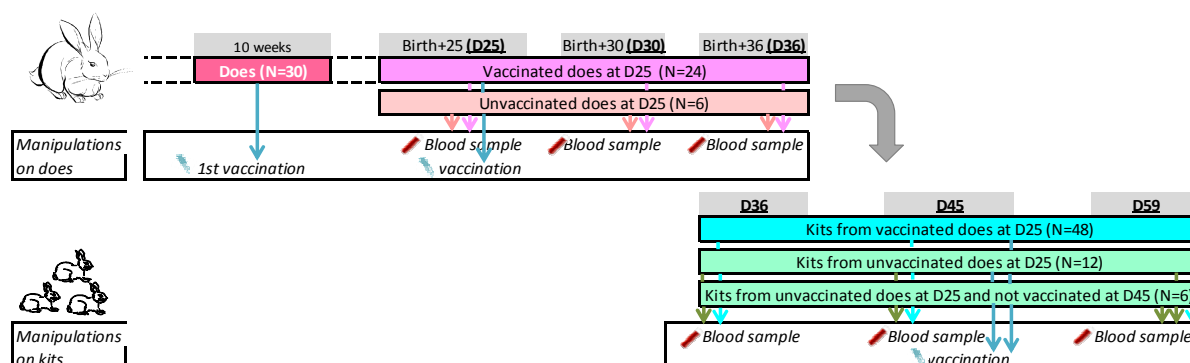 10 weeks
Birth+25 (D25)
Birth+30 (D30)
Birth+36 (D36)
Does (N=30)
Vaccinated does at D25 (N=24)
Unvaccinated does at D25 (N=6)
Manipulations
on does
Blood sample
Blood sample
Blood sample
1st vaccination
vaccination
D36
D45
D59
Kits from vaccinated does at D25 (N=48)
Kits from unvaccinated does at D25 (N=12)
Kits from unvaccinated does at D25 and not vaccinated at D45 (N=6
Manipulations
on kits
Blood sample
Blood sample
Blood sample
vaccination